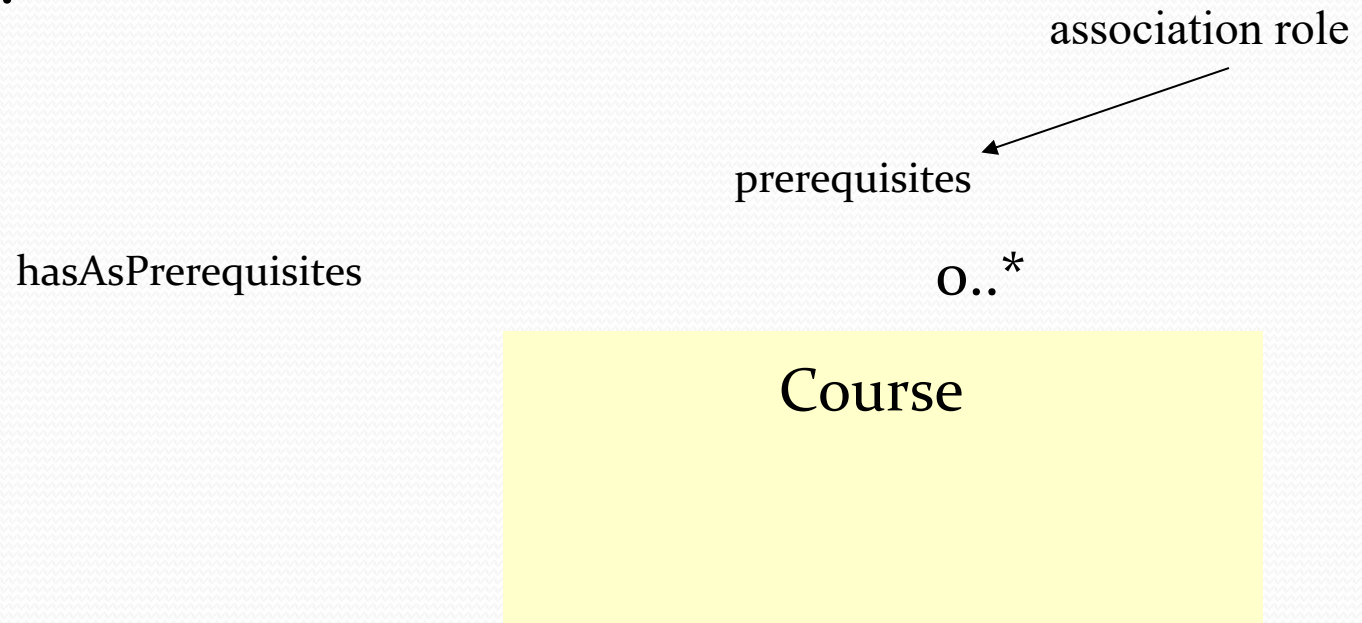 association role
prerequisites
hasAsPrerequisites
0..*
Course